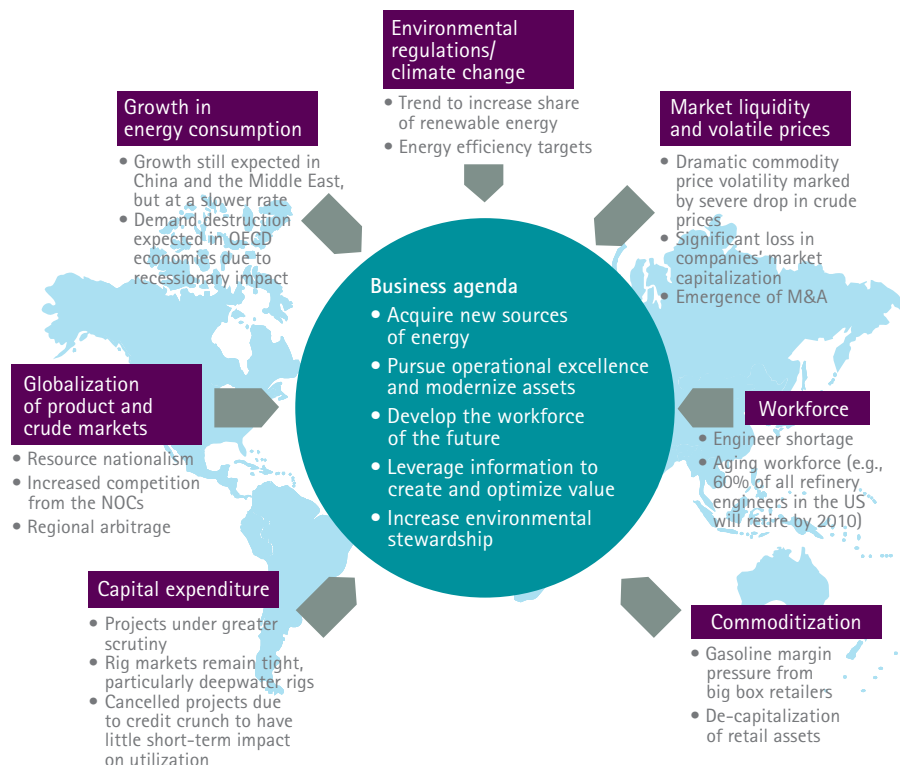 Environmental
regulations/
climate change
• Trend to increase share
of renewable energy
• Energy efficiency targets
Growth in
energy consumption
• Growth still expected in
China and the Middle East,
but at a slower rate
• Demand destruction
expected in OECD
economies due to
recessionary impact
Market liquidity
and volatile prices
• Dramatic commodity
price volatility marked
by severe drop in crude
prices
• Significant loss in
companies' market
capitalization
• Emergence of M&A
Business agenda
• Acquire new sources
of energy
• Pursue operational excellence
and modernize assets
• Develop the workforce
of the future
• Leverage information to
create and optimize value
• Increase environmental
stewardship
Globalization
of product and
crude markets
• Resource nationalism
• Increased competition
from the NOCs
• Regional arbitrage
Workforce
• Engineer shortage
• Aging workforce (e.g.,
60% of all refinery
engineers in the US
will retire by 2010)
Capital expenditure
• Projects under greater
scrutiny
• Rig markets remain tight,
particularly deepwater rigs
• Cancelled projects due
to credit crunch to have
little short-term impact
on utilization
Commoditization
• Gasoline margin
pressure from
big box retailers
• De-capitalization
of retail assets